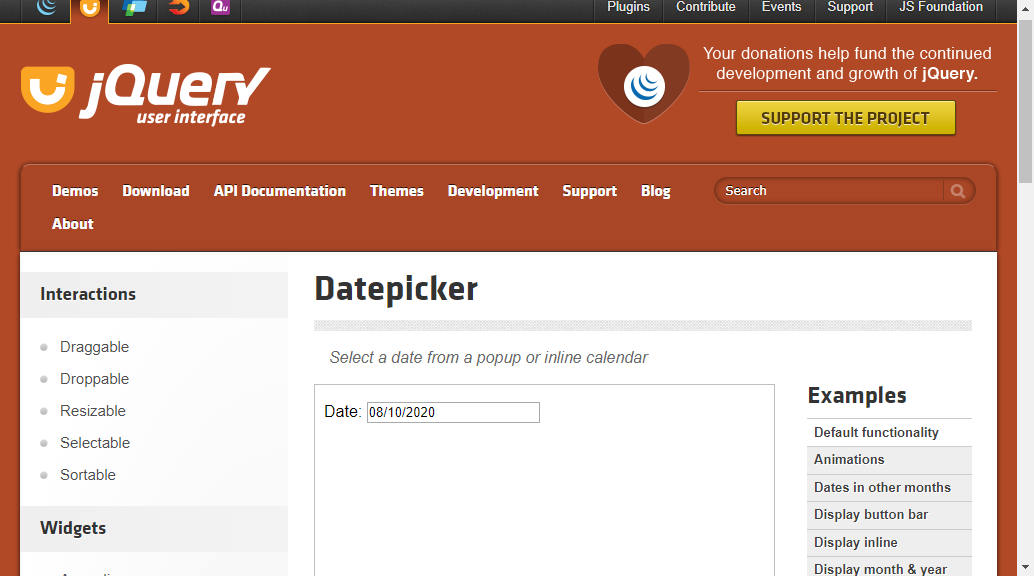 Plugins Contribute Events Support JS Foundation
Qu
jQuery
user interface
Your donations help fund the continued
development and growth of jQuery.
SUPPORT THE PROJECT
Demos Download API Documentation Themes Development Support Blog
Search
About
Interactions
Draggable
Droppable
Resizable
Selectable
Sortable
Widgets
Datepicker
Select a date from a popup or inline calendar
Date: 08/10/2020
Examples
Default functionality
Animations
Dates in other months
Display button bar
Display inline
Display month & year